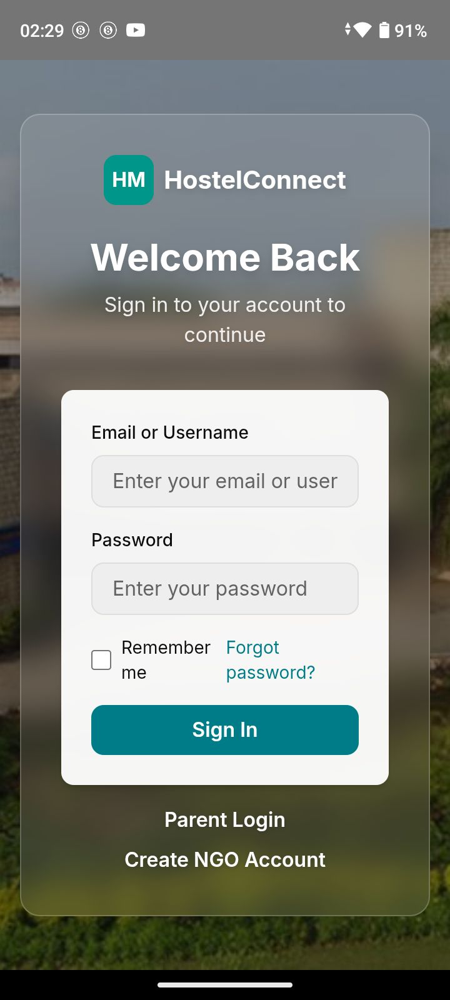 02:29
91%
HM HostelConnect
Welcome Back
Sign in to your account to
continue
Email or Username
Enter your email or user
Password
Enter your password
Remember
me
Forgot
password?
Sign In
Parent Login
Create NGO Account